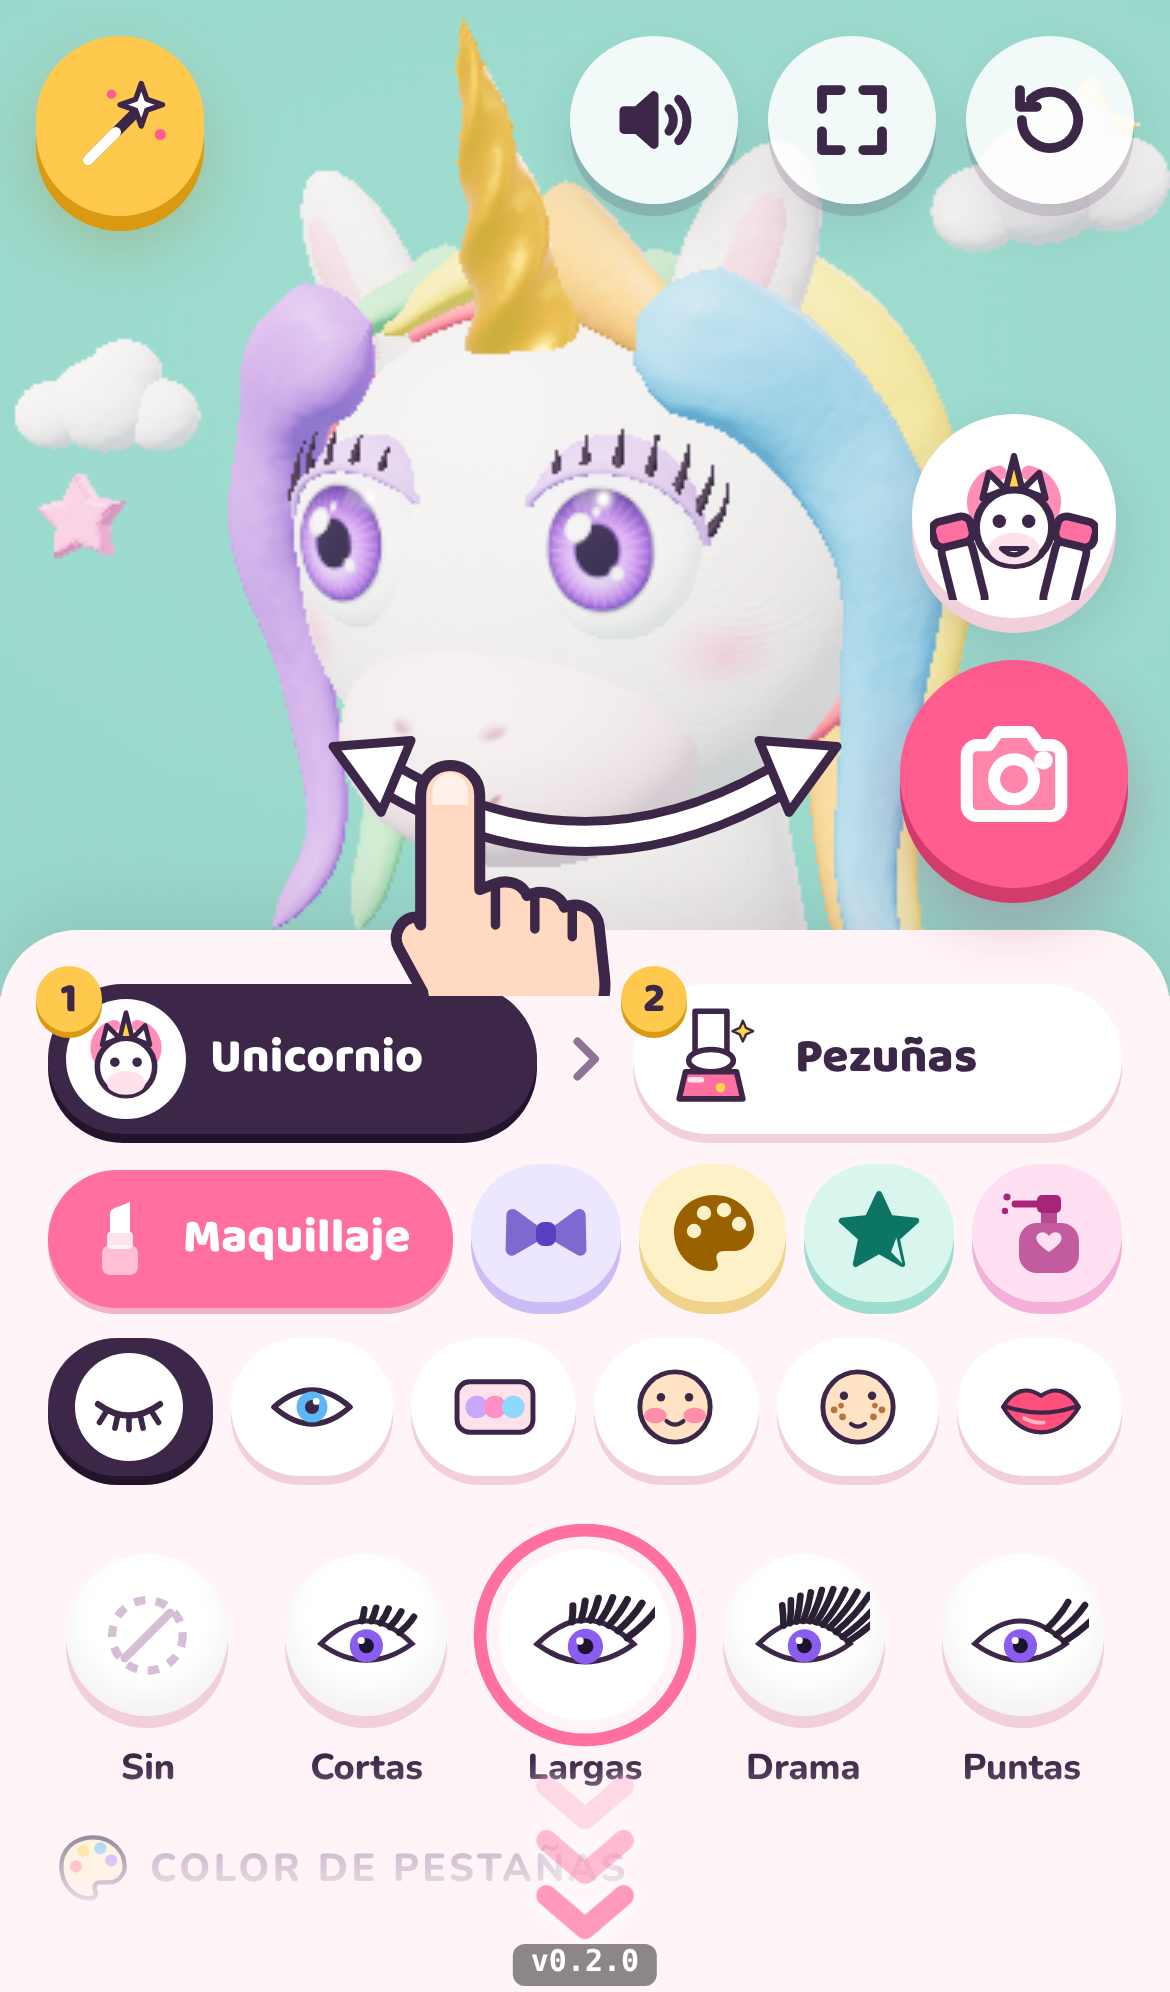 1
Unicornio
2
Pezuñas
Maquillaje
Sin
Cortas
Largas
Drama
Puntas
COLOR DE PESTAÑAS
v0.2.0